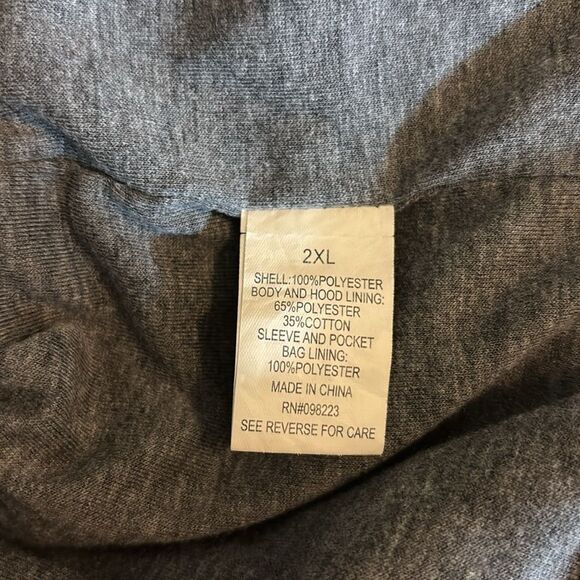 2XL
SHELL:100%POLYESTER
BODY AND HOOD LINING:
65%POLYESTER
35%COTTON
SLEEVE AND POCKET
BAG LINING:
100%POLYESTER
MADE IN CHINA
RN#098223
SEE REVERSE FOR CARE